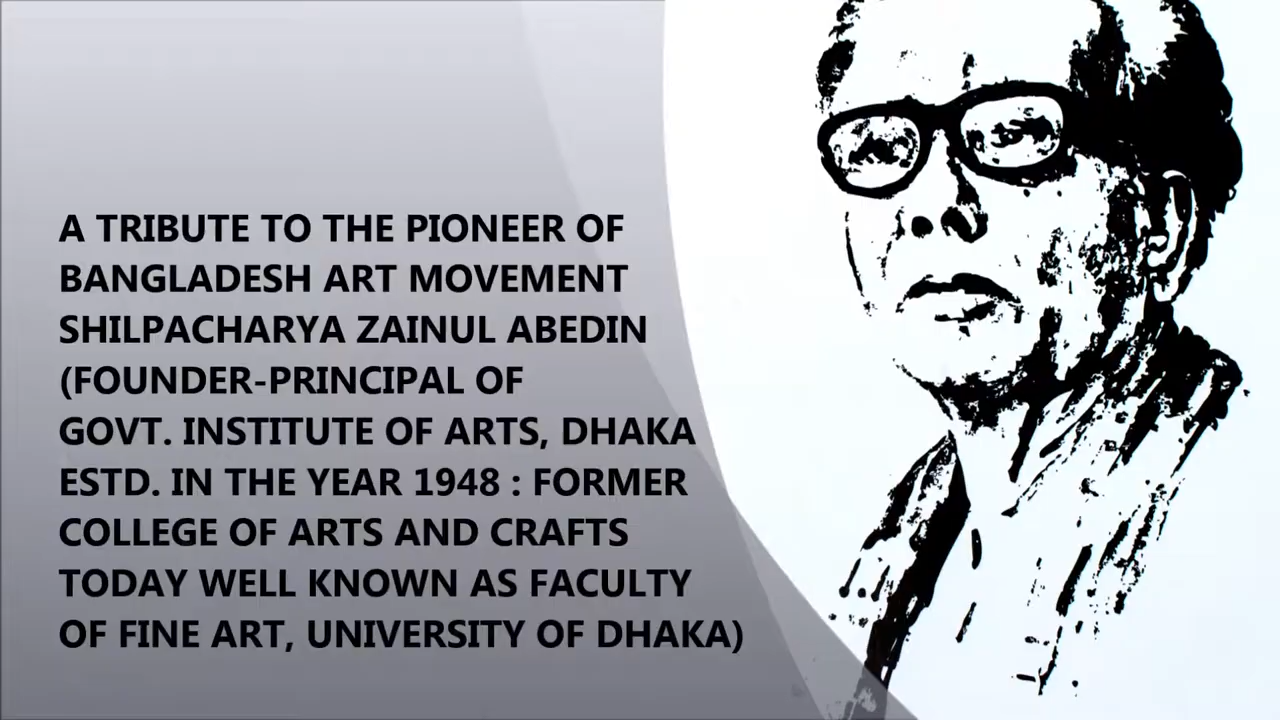 A TRIBUTE TO THE PIONEER OF
BANGLADESH ART MOVEMENT
SHILPACHARYA ZAINUL ABEDIN
(FOUNDER-PRINCIPAL OF
GOVT. INSTITUTE OF ARTS, DHAKA
ESTD. IN THE YEAR 1948 : FORMER
COLLEGE OF ARTS AND CRAFTS
TODAY WELL KNOWN AS FACULTY
OF FINE ART, UNIVERSITY OF DHAKA)